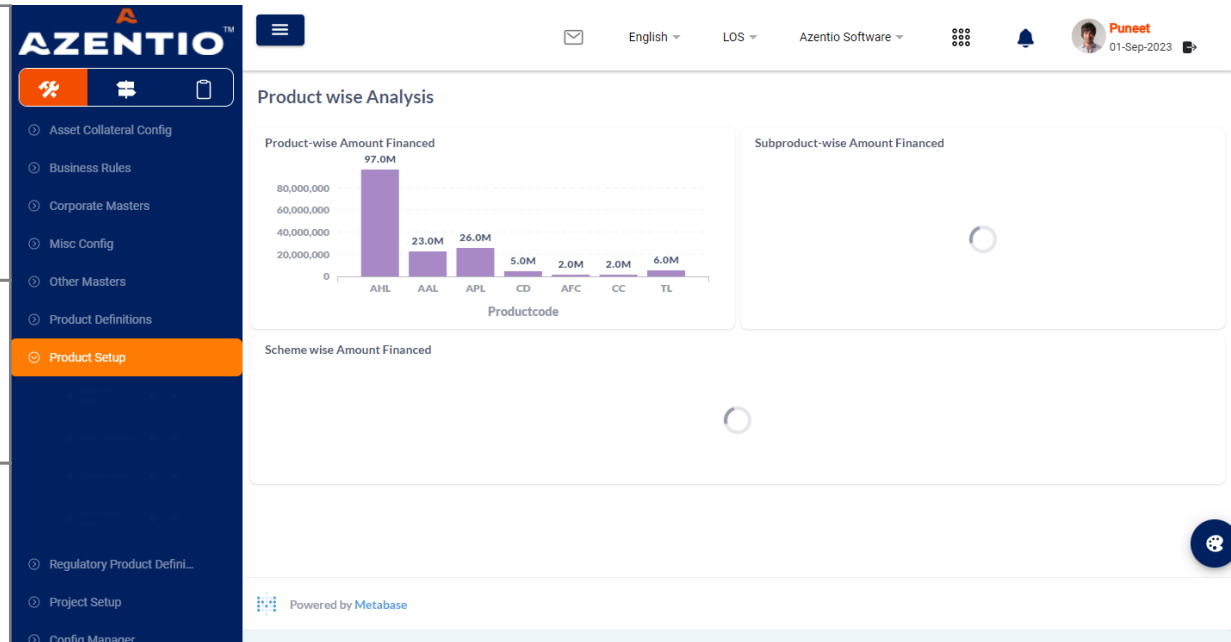 AZENTIO™
English
LOS
Azentio Software
Puneet
01-Sep-2023
Asset Collateral Config
Business Rules
Corporate Masters
Misc Config
Other Masters
Product Definitions
Product Setup
Regulatory Product Defini...
Project Setup
Config Manager
Product wise Analysis
Product-wise Amount Financed
97.0M
80,000,000
60,000,000
40,000,000
20,000,000
0
23.0M
26.0M
5.0M
2.0M
2.0M
6.0M
AHL AAL APL CD AFC CC TL
Productcode
Subproduct-wise Amount Financed
Scheme wise Amount Financed
Powered by Metabase